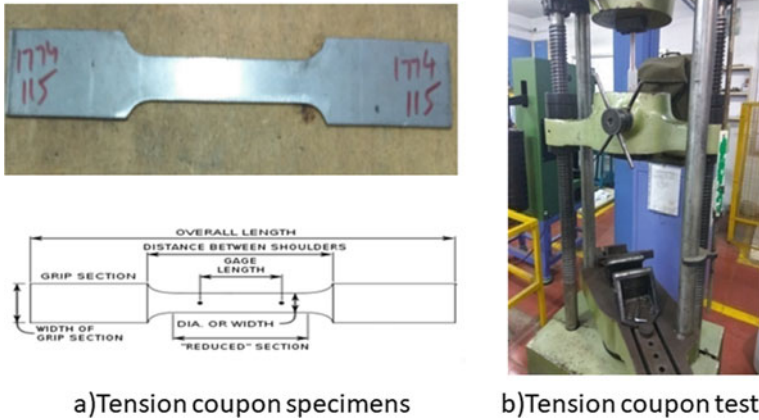 1774
115
1774
115
OVERALL LENGTH
DISTANCE BETWEEN SHOULDERS
GAGE
LENGTH
GRIP SECTION
WIDTH OF
GRIP SECTION
DIA. OR WIDTH
"REDUCED" SECTION
a)Tension coupon specimens
b)Tension coupon test